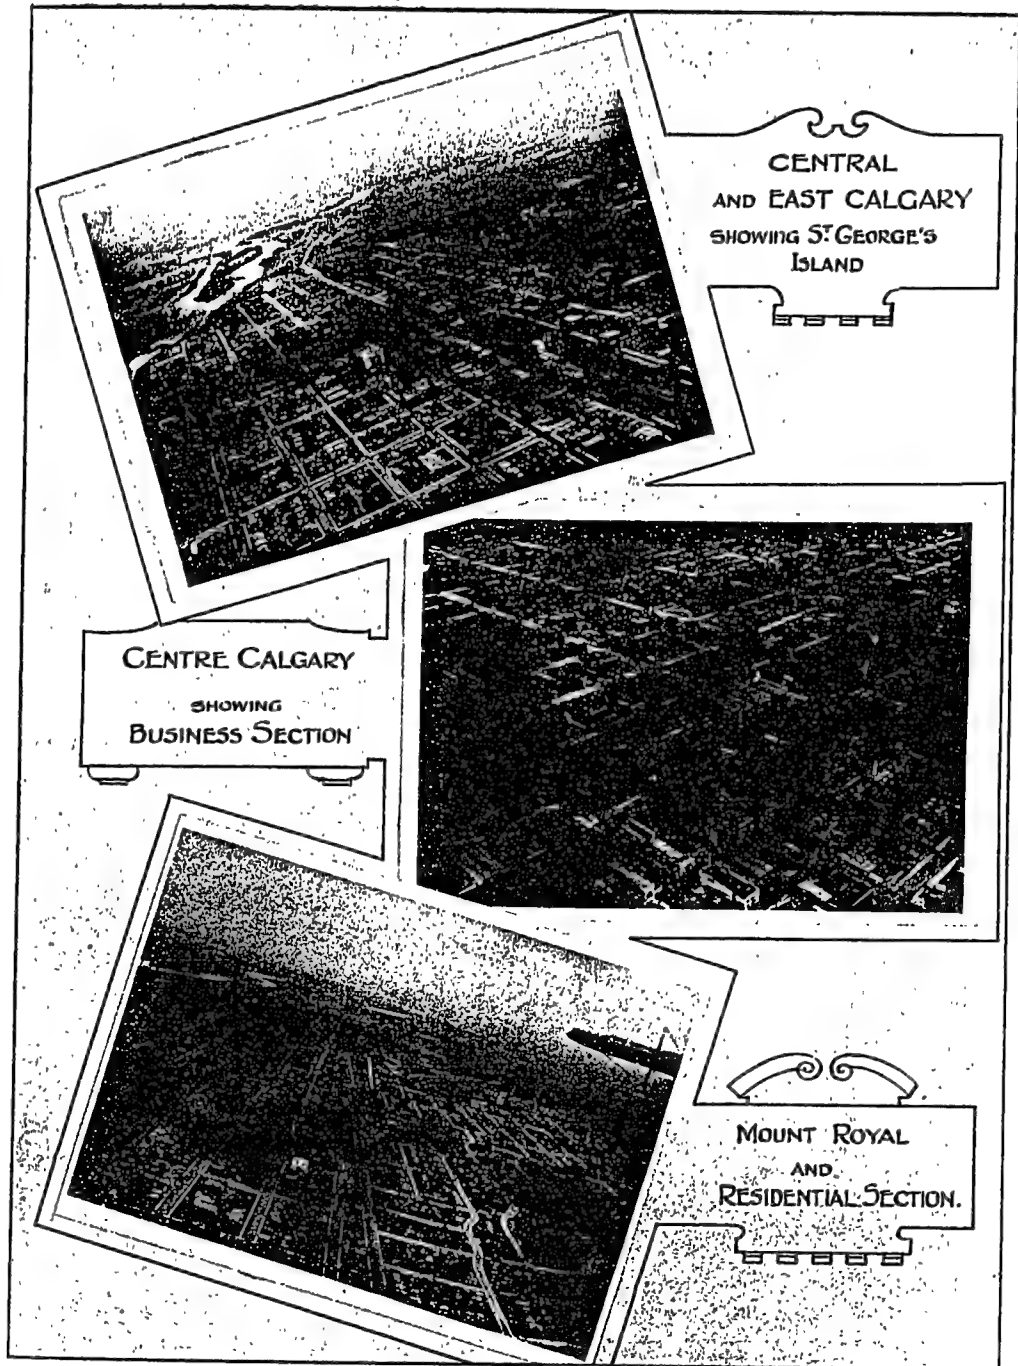 CENTRAL
AND EAST CALGARY
SHOWING ST GEORGE'S
ISLAND
CENTRE CALGARY
SHOWING
BUSINESS SECTION
MOUNT ROYAL
AND
RESIDENTIAL SECTION.